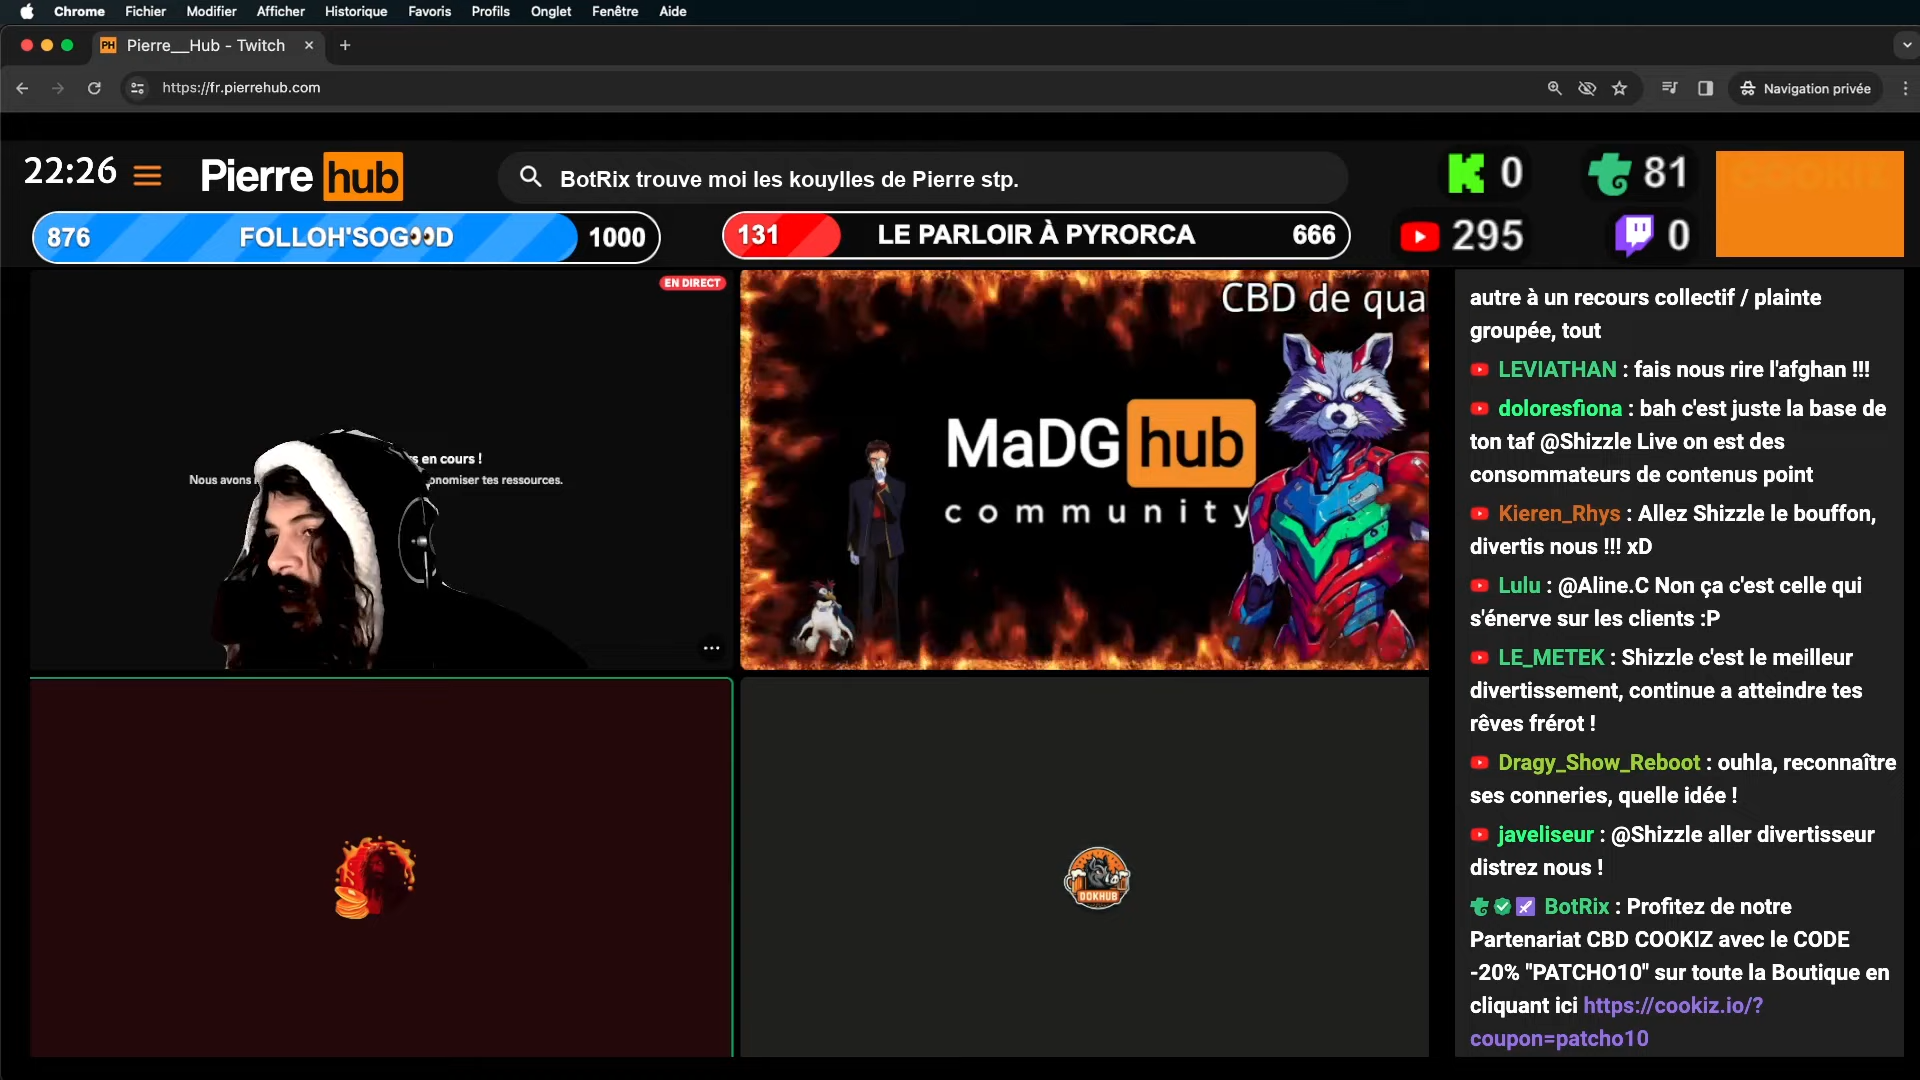 Chrome Fichier Modifier Afficher Historique Favoris Profils Onglet Fenêtre Aide
PH Pierre__Hub - Twitch
https://fr.pierrehub.com
Navigation privée
22:26
Pierre hub
BotRix trouve moi les kouylles de Pierre stp.
0
81
876 FOLLOH'SOG👀D 1000
131 LE PARLOIR À PYRORCA 666
295
0
EN DIRECT
s en cours !
Nous avons
onomiser tes ressources.
CBD de qua
MaDG hub
community
DOKHUB
autre à un recours collectif / plainte
groupée, tout
LEVIATHAN : fais nous rire l'afghan !!!
doloresfiona : bah c'est juste la base de
ton taf @Shizzle Live on est des
consommateurs de contenus point
Kieren_Rhys : Allez Shizzle le bouffon,
divertis nous !!! xD
Lulu : @Aline.C Non ça c'est celle qui
s'énerve sur les clients :P
LE_METEK : Shizzle c'est le meilleur
divertissement, continue a atteindre tes
rêves frérot !
Dragy_Show_Reboot : ouhla, reconnaître
ses conneries, quelle idée !
javeliseur : @Shizzle aller divertisseur
distrez nous !
BotRix : Profitez de notre
Partenariat CBD COOKIZ avec le CODE
-20% "PATCHO10" sur toute la Boutique en
cliquant ici https://cookiz.io/?
coupon=patcho10